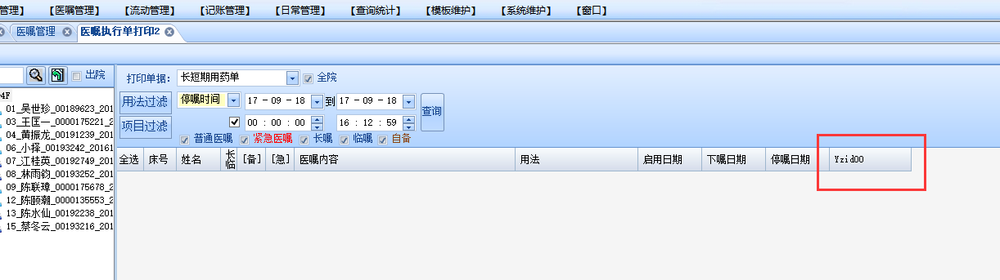 管理】 【医嘱管理】 【流动管理】 【记账管理】 【日常管理】 【查询统计】 【模板维护】 【系统维护】 【窗口】
医嘱管理 医嘱执行单打印2
出院
打印单据: 长短期用药单 全院
用法过滤 停嘱时间 17-09-18 到 17-09-18 查询
项目过滤 00:00:00 16:12:59
普通医嘱 紧急医嘱 长嘱 临嘱 自备
全选 床号 姓名 长临 [备] [急] 医嘱内容 用法 启用日期 下嘱日期 停嘱日期 Yzid00
4F
01_吴世珍_00189623_201
03_王匡一_0000175221_2
04_黄振龙_00191239_201
06_小择_00193242_20161
07_江桂英_00192749_201
08_林雨钧_00193252_201
09_陈联璋_0000175678_2
12_陈颐潮_0000135553_2
13_陈水仙_00192238_201
15_蔡冬云_00193216_201